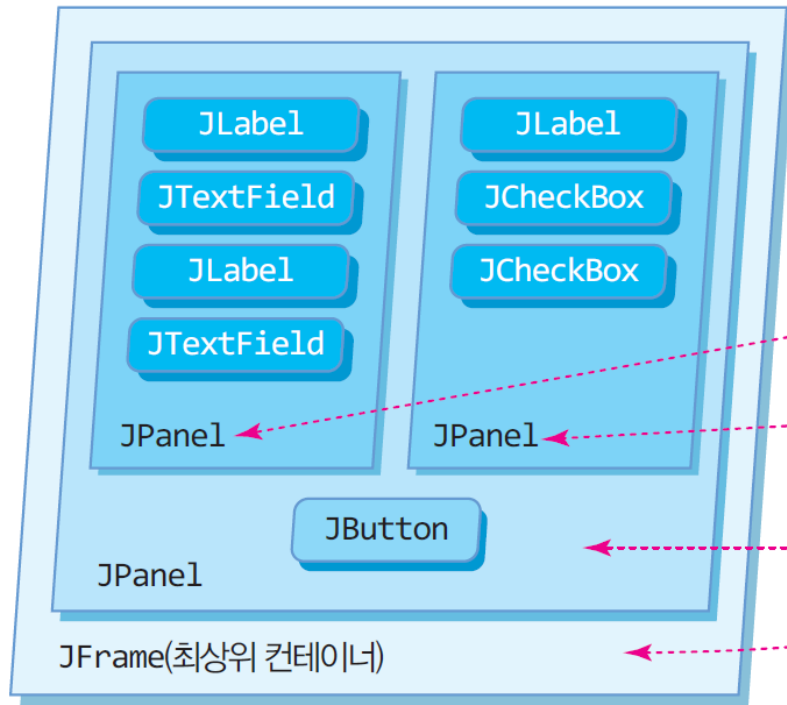 JLabel
JTextField
JLabel
JTextField
JPanel
JLabel
JCheckBox
JCheckBox
JPanel
JButton
JPanel
JFrame(최상위 컨테이너)